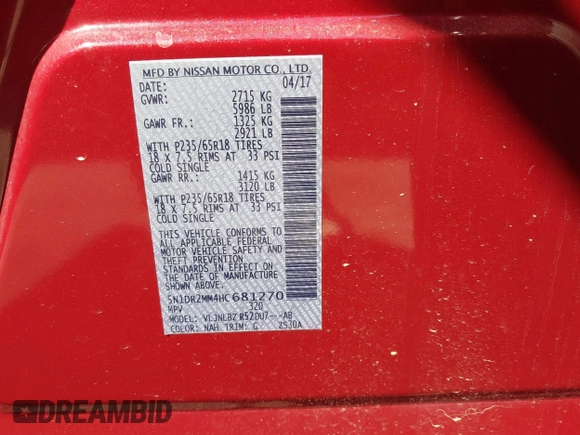 MFD BY NISSAN MOTOR CO., LTD.
DATE: 04/17
GVWR: 2715 KG
5986 LB
GAWR FR.: 1325 KG
2921 LB
WITH P235/65R18 TIRES
18 X 7.5 RIMS AT 33 PSI
COLD SINGLE
GAWR RR.: 1415 KG
3120 LB
WITH P235/65R18 TIRES
18 X 7.5 RIMS AT 33 PSI
COLD SINGLE
THIS VEHICLE CONFORMS TO
ALL APPLICABLE FEDERAL
MOTOR VEHICLE SAFETY AND
THEFT PREVENTION
STANDARDS IN EFFECT ON
THE DATE OF MANUFACTURE
SHOWN ABOVE.
5N1DR2MM4HC681270
MPV 320
MODEL: VLJNLBZ R52DU7---AB
COLOR: NAH TRIM: G 2530A
DREAMBID